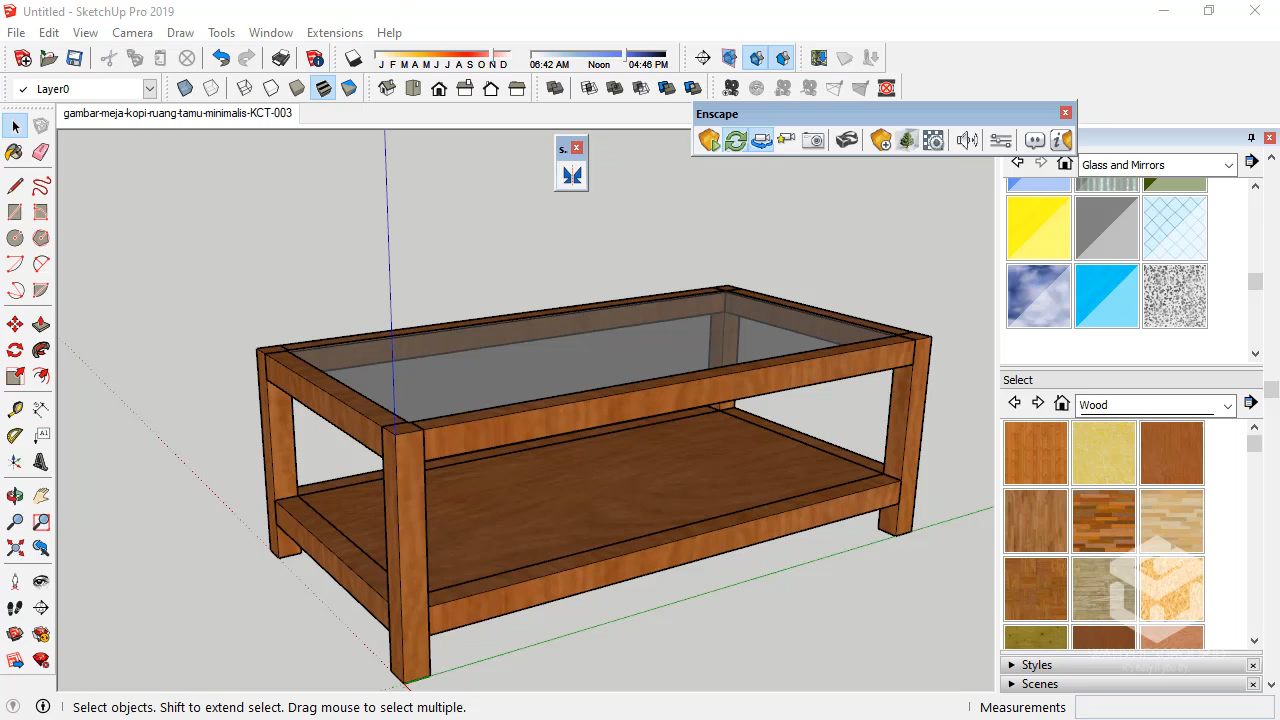 Untitled - SketchUp Pro 2019
File Edit View Camera Draw Tools Window Extensions Help
J F M A M J J A S O N D
06:42 AM Noon 04:46 PM
Layer0
gambar-meja-kopi-ruang-tamu-minimalis-KCT-003
Enscape
s.
Glass and Mirrors
Select
Wood
A1
Styles
Scenes
Select objects. Shift to extend select. Drag mouse to select multiple.
Measurements